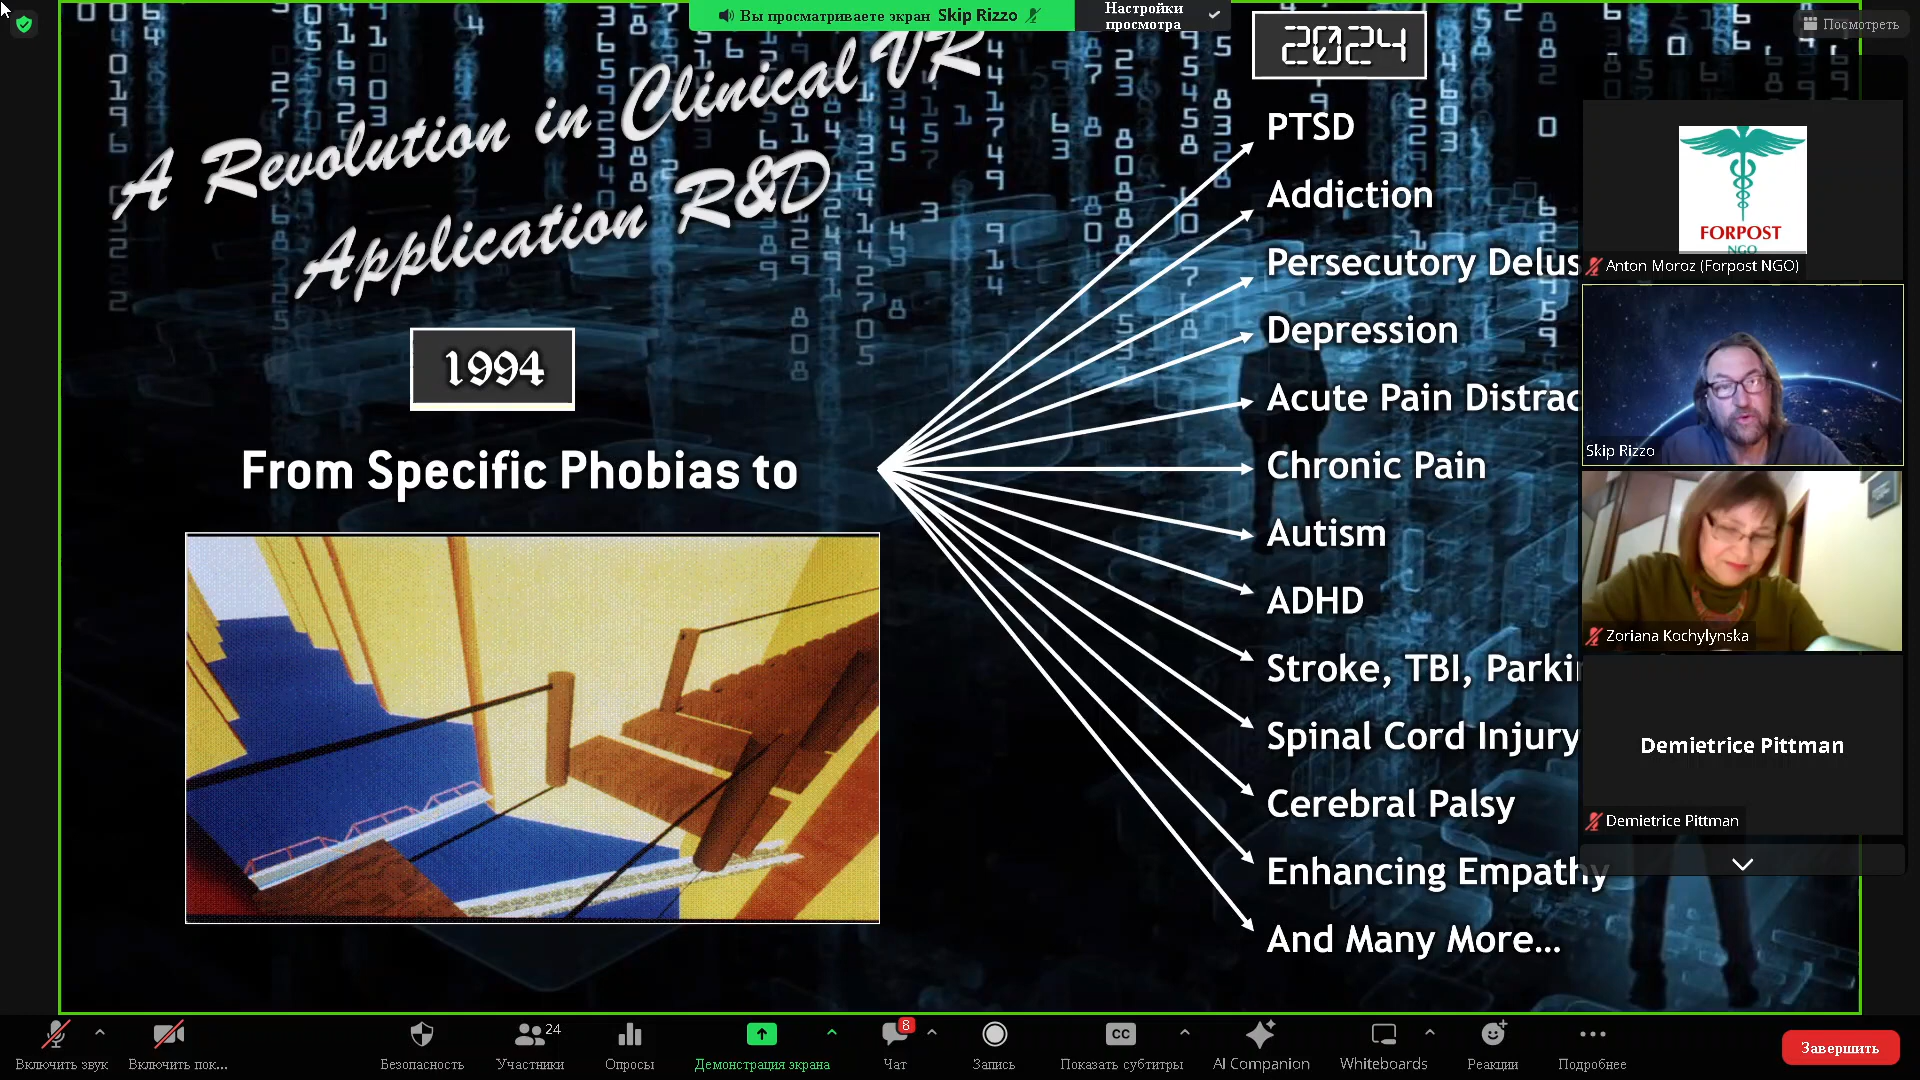 Вы просматриваете экран Skip Rizzo
Настройки
просмотра
Посмотреть
A Revolution in Clinical VR
Application R&D
1994
From Specific Phobias to
2024
PTSD
Addiction
Persecutory Delus
Depression
Acute Pain Distrac
Chronic Pain
Autism
ADHD
Stroke, TBI, Parkin
Spinal Cord Injury
Cerebral Palsy
Enhancing Empathy
And Many More...
FORPOST
NGO
Anton Moroz (Forpost NGO)
Skip Rizzo
Zoriana Kochylynska
Demietrice Pittman
Demietrice Pittman
Включить звук
Включить пок...
Безопасность
24
Участники
Опросы
Демонстрация экрана
8
Чат
Запись
CC
Показать субтитры
AI Companion
Whiteboards
Реакции
Подробнее
Завершить